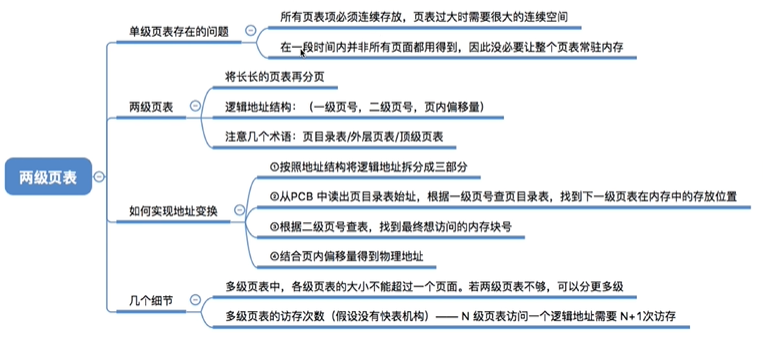 两级页表
单级页表存在的问题
所有页表项必须连续存放，页表过大时需要很大的连续空间
在一段时间内并非所有页面都用得到，因此没必要让整个页表常驻内存
两级页表
将长长的页表再分页
逻辑地址结构：（一级页号，二级页号，页内偏移量）
注意几个术语：页目录表/外层页表/顶级页表
如何实现地址变换
①按照地址结构将逻辑地址拆分成三部分
②从PCB 中读出页目录表始址，根据一级页号查页目录表，找到下一级页表在内存中的存放位置
③根据二级页号查表，找到最终想访问的内存块号
④结合页内偏移量得到物理地址
几个细节
多级页表中，各级页表的大小不能超过一个页面。若两级页表不够，可以分更多级
多级页表的访存次数（假设没有快表机构）—— N 级页表访问一个逻辑地址需要 N+1次访存